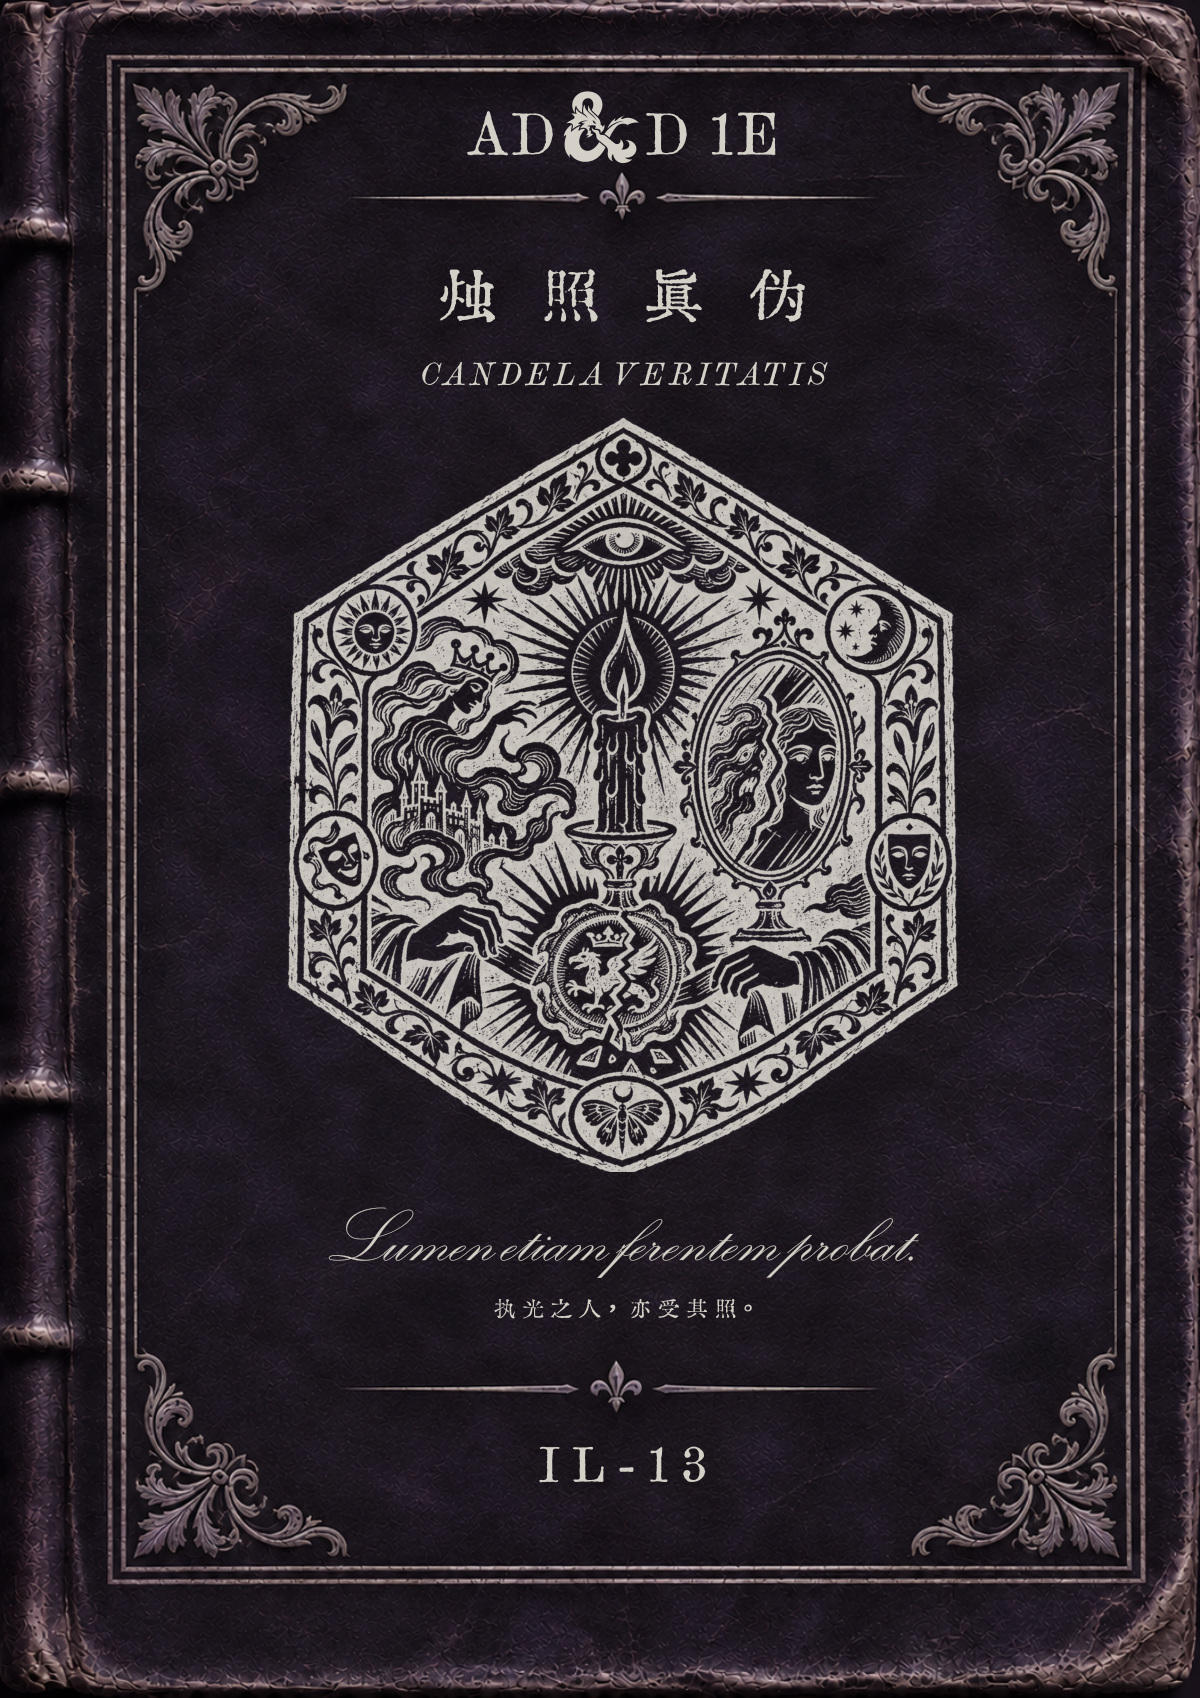 AD&D 1E
烛照眞伪
CANDELA VERITATIS
Lumen etiam ferentem probat.
执光之人，亦受其照。
IL-13